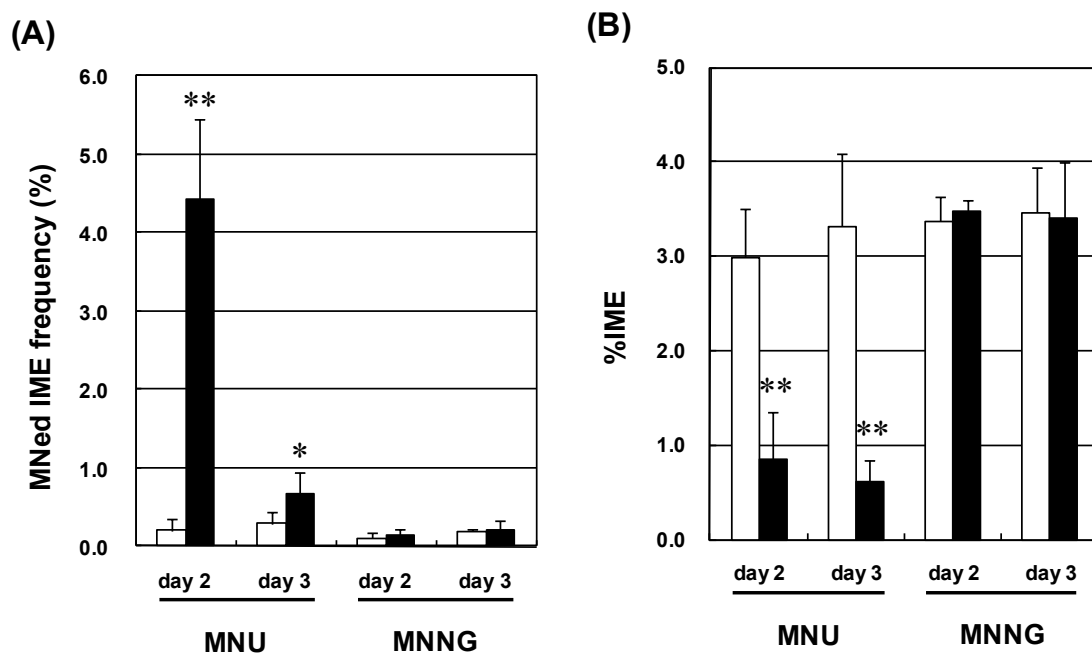 (A)
MNed IME frequency (%)
6.0
5.0
4.0
3.0
2.0
1.0
0.0
**
*
day 2 day 3 day 2 day 3
MNU MNNG
(B)
%IME
5.0
4.0
3.0
2.0
1.0
0.0
**
**
day 2 day 3 day 2 day 3
MNU MNNG